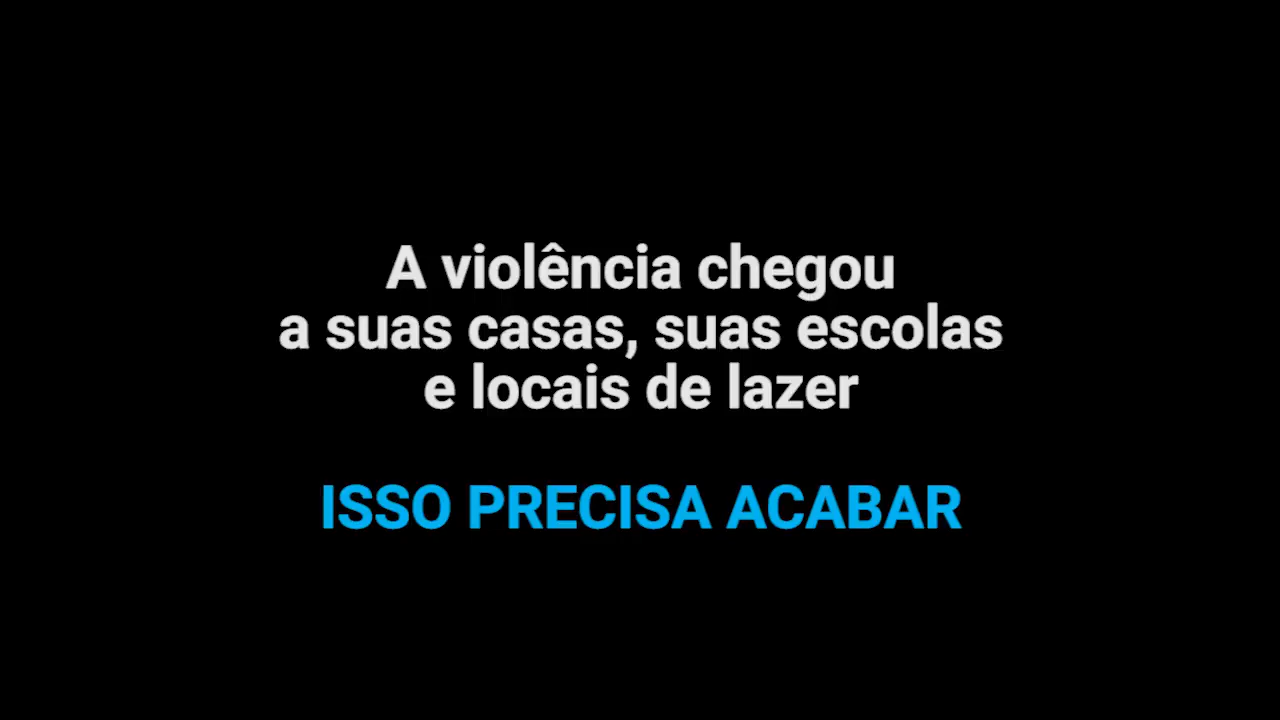 A violência chegou
a suas casas, suas escolas
e locais de lazer
ISSO PRECISA ACABAR